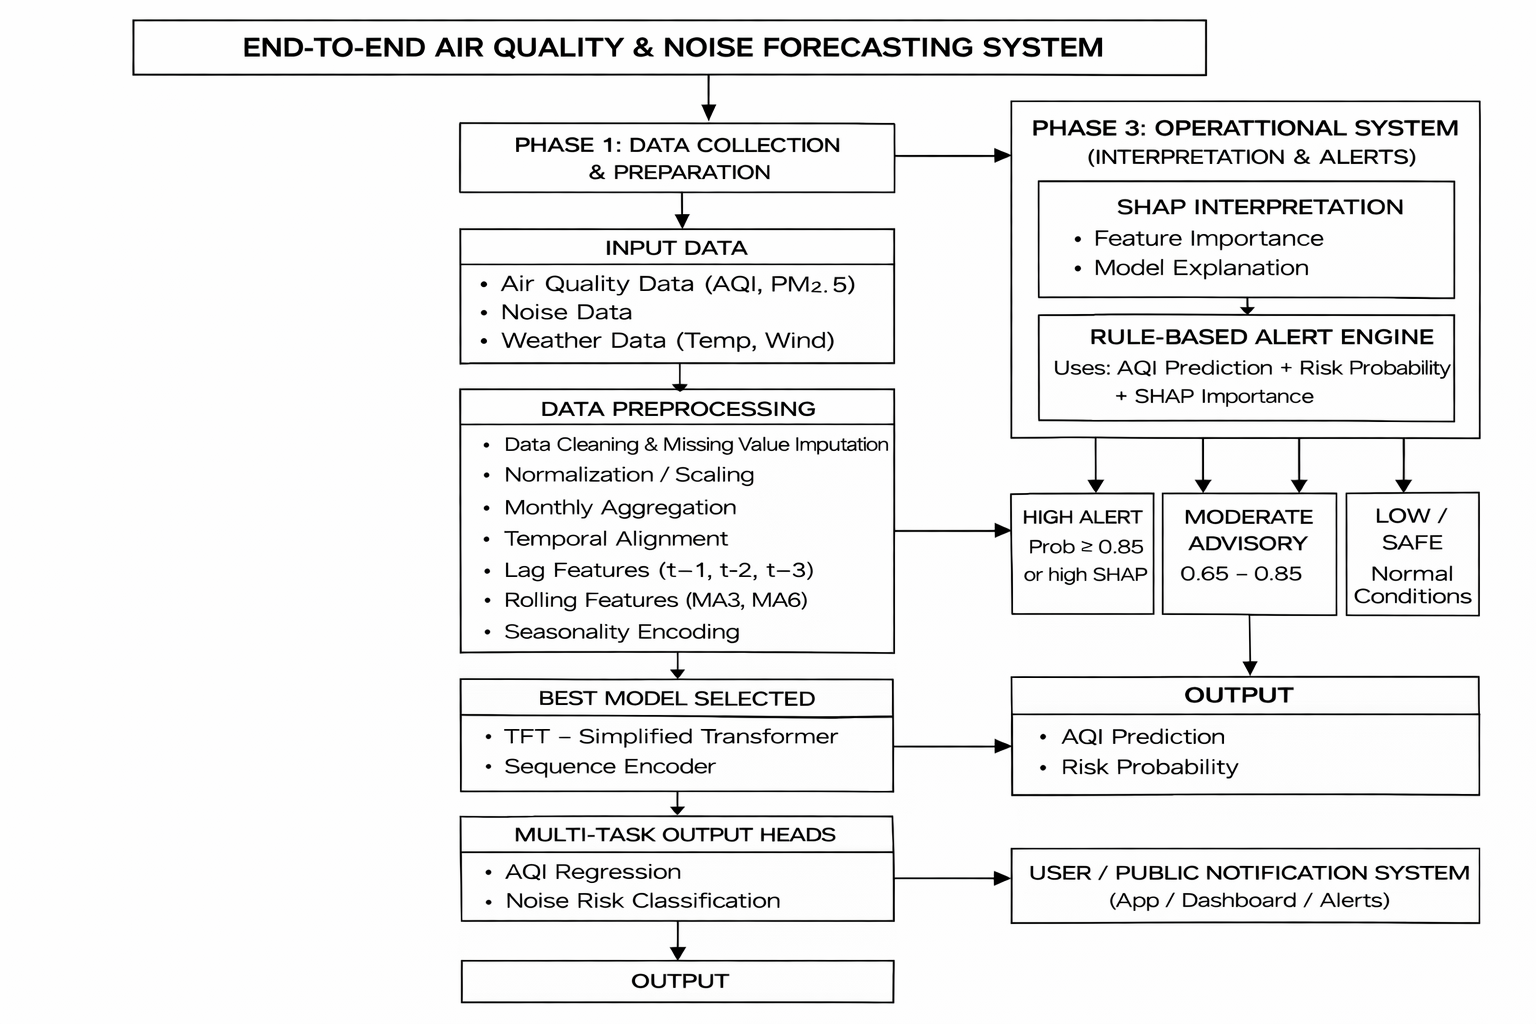 END-TO-END AIR QUALITY & NOISE FORECASTING SYSTEM
PHASE 1: DATA COLLECTION
& PREPARATION
INPUT DATA
• Air Quality Data (AQI, PM₂.5)
• Noise Data
• Weather Data (Temp, Wind)
DATA PREPROCESSING
• Data Cleaning & Missing Value Imputation
• Normalization / Scaling
• Monthly Aggregation
• Temporal Alignment
• Lag Features (t–1, t-2, t–3)
• Rolling Features (MA3, MA6)
• Seasonality Encoding
BEST MODEL SELECTED
• TFT – Simplified Transformer
• Sequence Encoder
MULTI-TASK OUTPUT HEADS
• AQI Regression
• Noise Risk Classification
OUTPUT
PHASE 3: OPERATTIONAL SYSTEM
(INTERPRETATION & ALERTS)
SHAP INTERPRETATION
• Feature Importance
• Model Explanation
RULE-BASED ALERT ENGINE
Uses: AQI Prediction + Risk Probability
+ SHAP Importance
HIGH ALERT
Prob ≥ 0.85
or high SHAP
MODERATE
ADVISORY
0.65 – 0.85
LOW /
SAFE
Normal
Conditions
OUTPUT
• AQI Prediction
• Risk Probability
USER / PUBLIC NOTIFICATION SYSTEM
(App / Dashboard / Alerts)